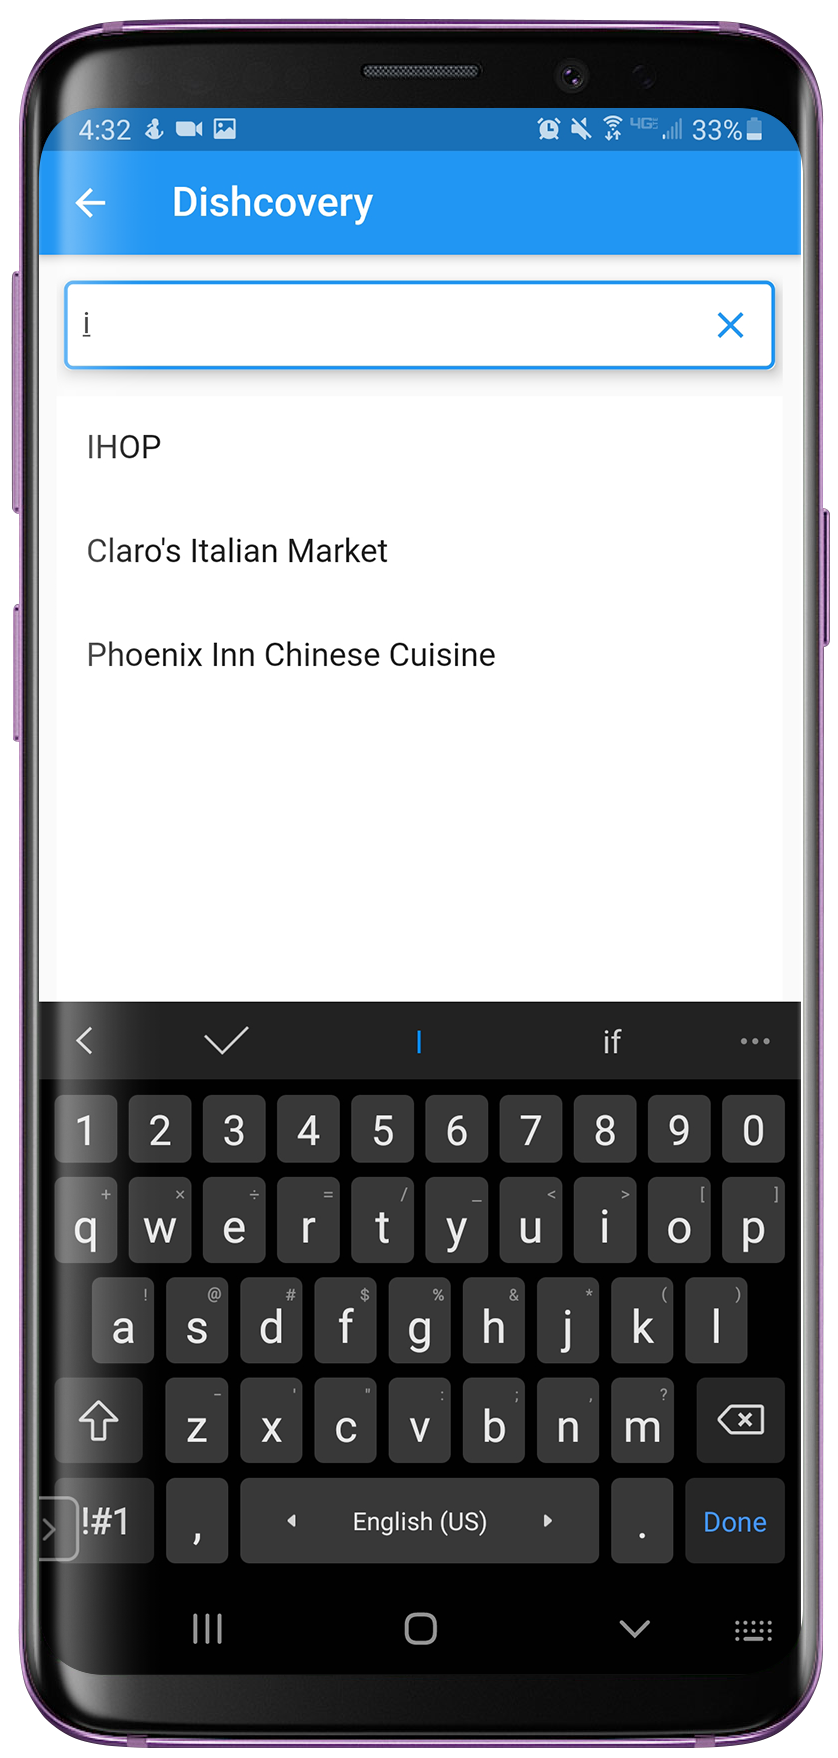 4:32 4GE 33%
Dishcovery
i
IHOP
Claro's Italian Market
Phoenix Inn Chinese Cuisine
I if
1 2 3 4 5 6 7 8 9 0
+ × ÷ = / _ < > [ ]
q w e r t y u i o p
! @ # $ % & * ( )
a s d f g h j k l
- ' " : ; , ?
z x c v b n m
!#1 , English (US) . Done